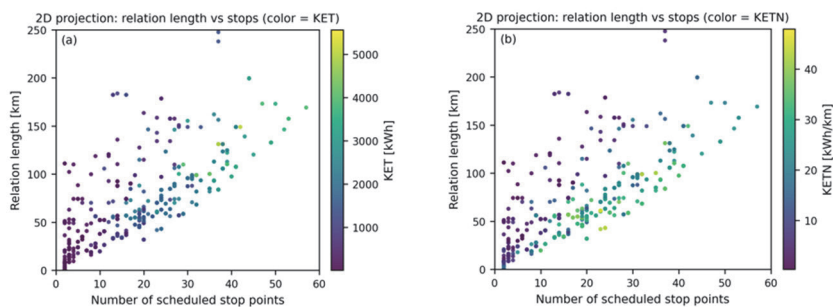 2D projection: relation length vs stops (color = KET)
(a)
Relation length [km]
250
200
150
100
50
0
0 10 20 30 40 50 60
Number of scheduled stop points
5000
4000
3000
2000
1000
KET [kWh]
2D projection: relation length vs stops (color = KETN)
(b)
Relation length [km]
250
200
150
100
50
0
0 10 20 30 40 50 60
Number of scheduled stop points
40
30
20
10
KETN [kWh/km]